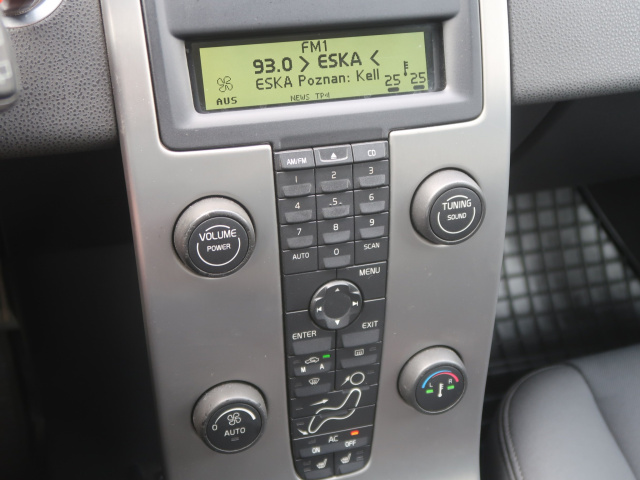 FM1
93.0 > ESKA <
ESKA Poznan: Kell
25 25
AUS NEWS TP
AM/FM CD
1 2 3
4 .5. 6
7 8 9
AUTO 0 SCAN
VOLUME
POWER
TUNING
SOUND
MENU
ENTER EXIT
M A
0 AUTO
R
AC
ON OFF